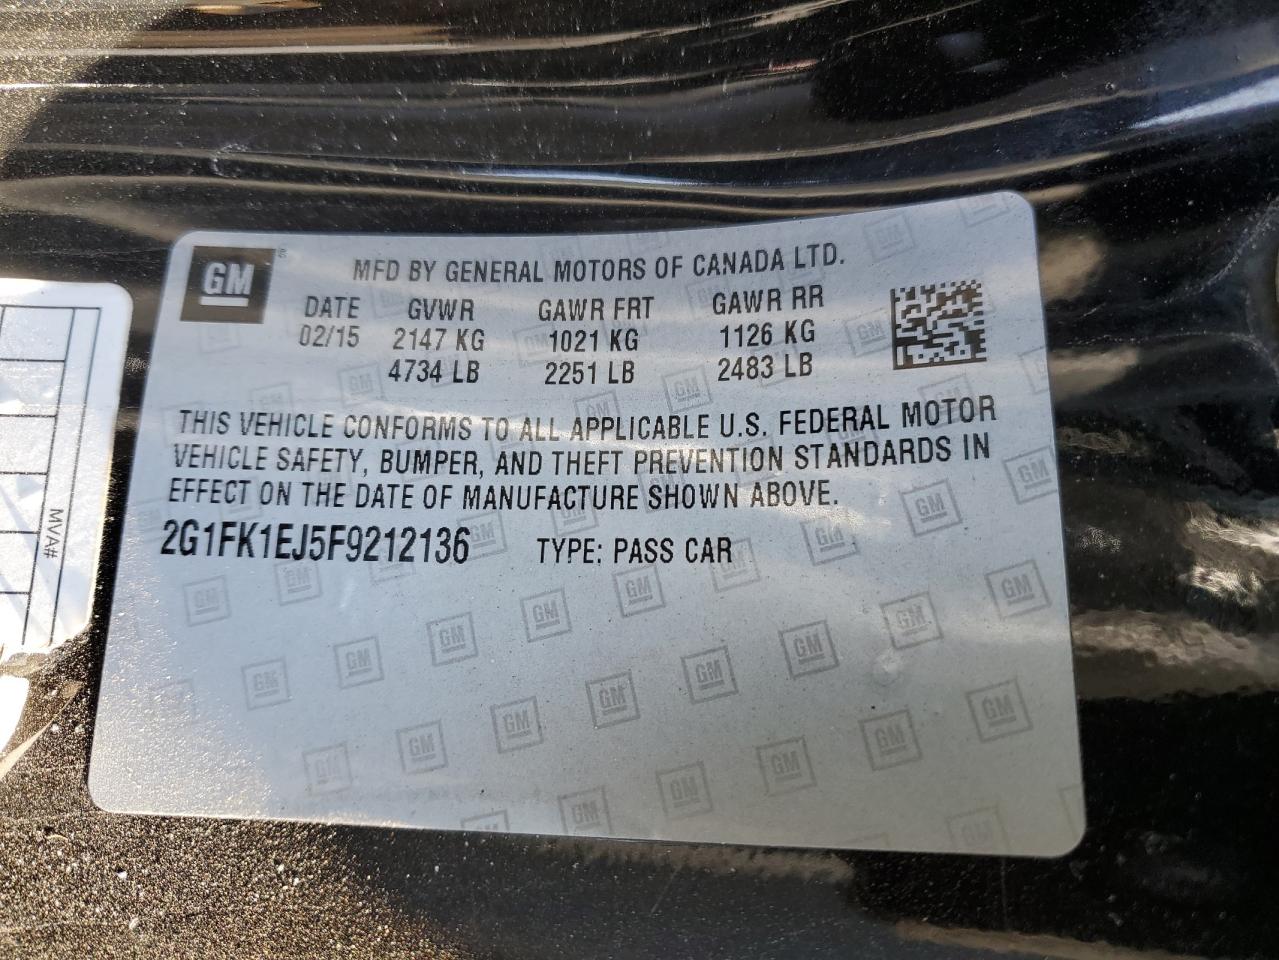 GM
MFD BY GENERAL MOTORS OF CANADA LTD.
DATE GVWR GAWR FRT GAWR RR
02/15 2147 KG 1021 KG 1126 KG
4734 LB 2251 LB 2483 LB
THIS VEHICLE CONFORMS TO ALL APPLICABLE U.S. FEDERAL MOTOR
VEHICLE SAFETY, BUMPER, AND THEFT PREVENTION STANDARDS IN
EFFECT ON THE DATE OF MANUFACTURE SHOWN ABOVE.
2G1FK1EJ5F9212136 TYPE: PASS CAR
MVA#